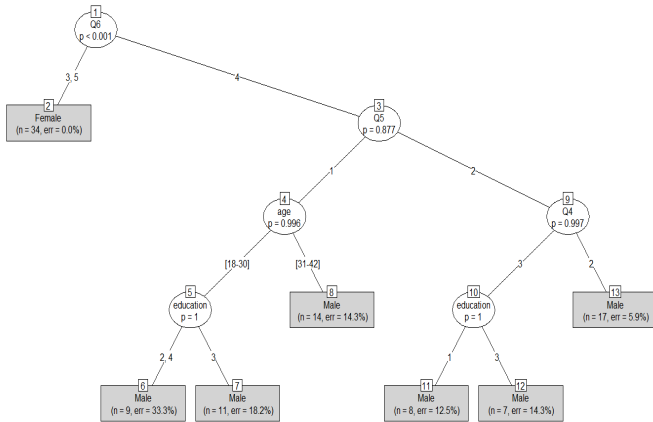 1
Q6
p < 0.001
3, 5
4
2
Female
(n = 34, err = 0.0%)
3
Q5
p = 0.877
1
2
4
age
p = 0.996
9
Q4
p = 0.997
[18-30]
[31-42]
3
2
5
education
p = 1
8
Male
(n = 14, err = 14.3%)
10
education
p = 1
13
Male
(n = 17, err = 5.9%)
2, 4
3
1
3
6
Male
(n = 9, err = 33.3%)
7
Male
(n = 11, err = 18.2%)
11
Male
(n = 8, err = 12.5%)
12
Male
(n = 7, err = 14.3%)